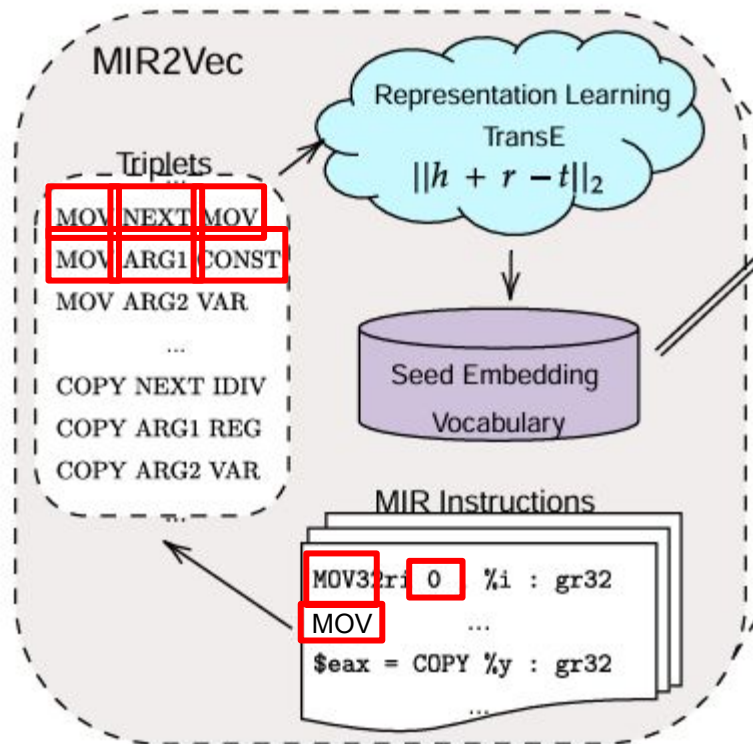 MIR2Vec
Representation Learning
TransE
||h + r − t||₂
Triplets
...
MOV NEXT MOV
MOV ARG1 CONST
MOV ARG2 VAR
...
COPY NEXT IDIV
COPY ARG1 REG
COPY ARG2 VAR
...
Seed Embedding
Vocabulary
MIR Instructions
MOV32ri 0 %i : gr32
MOV ...
$eax = COPY %y : gr32
...